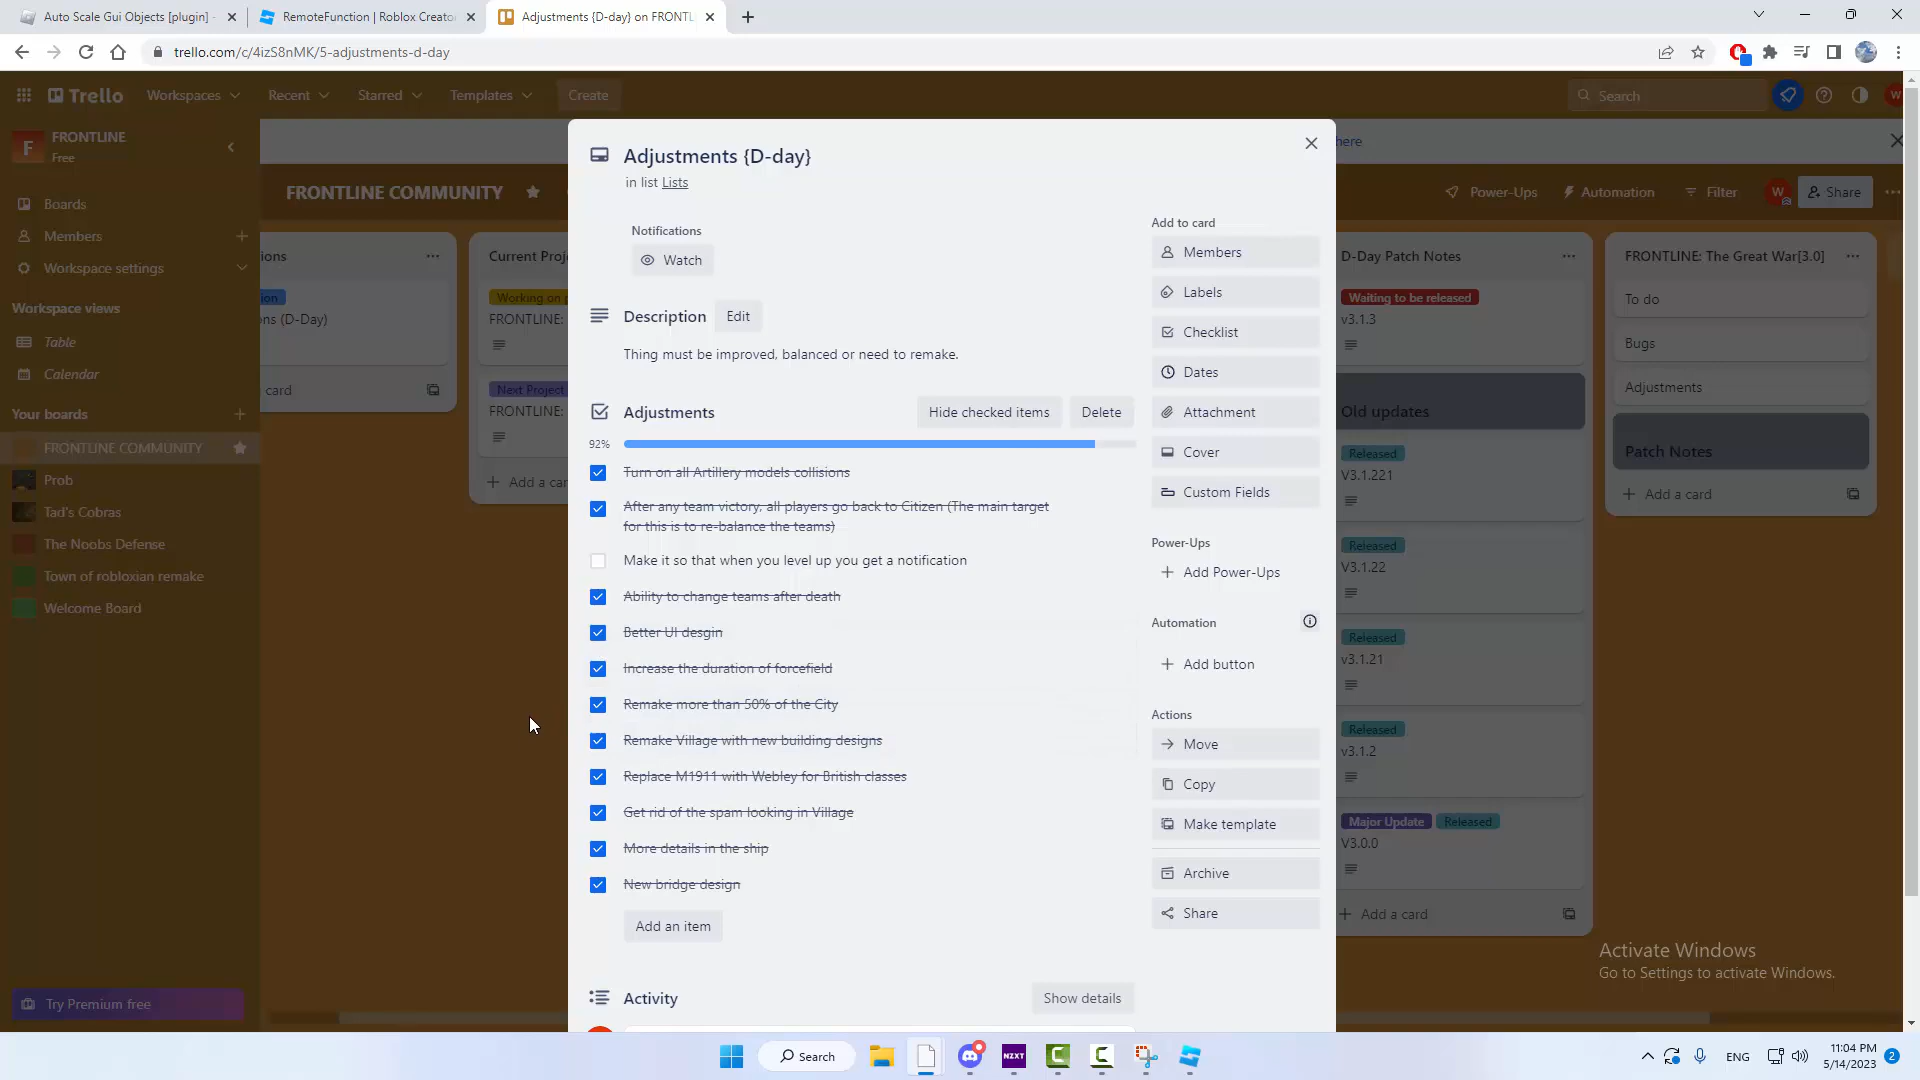 Auto Scale Gui Objects [plugin] -
RemoteFunction | Roblox Creato
Adjustments {D-day} on FRONTL
trello.com/c/4izS8nMK/5-adjustments-d-day
Trello
Workspaces
Recent
Starred
Templates
Create
Search
W
F
FRONTLINE
Free
here
FRONTLINE COMMUNITY
Power-Ups
Automation
Filter
W
Share
Boards
Members
Workspace settings
Workspace views
Table
Calendar
Your boards
FRONTLINE COMMUNITY
Prob
Tad's Cobras
The Noobs Defense
Town of robloxian remake
Welcome Board
Try Premium free
ions
ion
ns (D-Day)
card
Current Proj
Working on p
FRONTLINE:
Next Project
FRONTLINE:
Add a car
Adjustments {D-day}
in list Lists
Notifications
Watch
Description
Edit
Thing must be improved, balanced or need to remake.
Adjustments
Hide checked items
Delete
92%
Turn on all Artillery models collisions
After any team victory, all players go back to Citizen (The main target
for this is to re-balance the teams)
Make it so that when you level up you get a notification
Ability to change teams after death
Better UI desgin
Increase the duration of forcefield
Remake more than 50% of the City
Remake Village with new building designs
Replace M1911 with Webley for British classes
Get rid of the spam looking in Village
More details in the ship
New bridge design
Add an item
Activity
Show details
Add to card
Members
Labels
Checklist
Dates
Attachment
Cover
Custom Fields
Power-Ups
Add Power-Ups
Automation
Add button
Actions
Move
Copy
Make template
Archive
Share
D-Day Patch Notes
Waiting to be released
v3.1.3
Old updates
Released
V3.1.221
Released
V3.1.22
Released
v3.1.21
Released
v3.1.2
Major Update
Released
V3.0.0
Add a card
FRONTLINE: The Great War[3.0]
To do
Bugs
Adjustments
Patch Notes
Add a card
Activate Windows
Go to Settings to activate Windows.
Search
NZXT
ENG
11:04 PM
5/14/2023
2